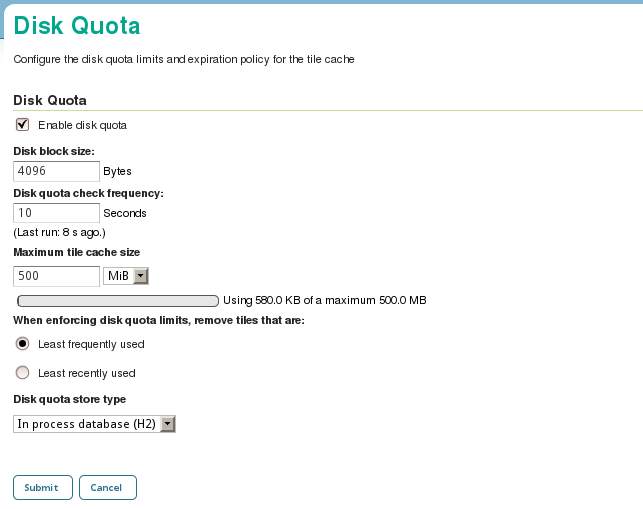 Disk Quota
Configure the disk quota limits and expiration policy for the tile cache
Disk Quota
Enable disk quota
Disk block size:
4096 Bytes
Disk quota check frequency:
10 Seconds
(Last run: 8 s ago.)
Maximum tile cache size
500 MiB
Using 580.0 KB of a maximum 500.0 MB
When enforcing disk quota limits, remove tiles that are:
Least frequently used
Least recently used
Disk quota store type
In process database (H2)
Submit Cancel